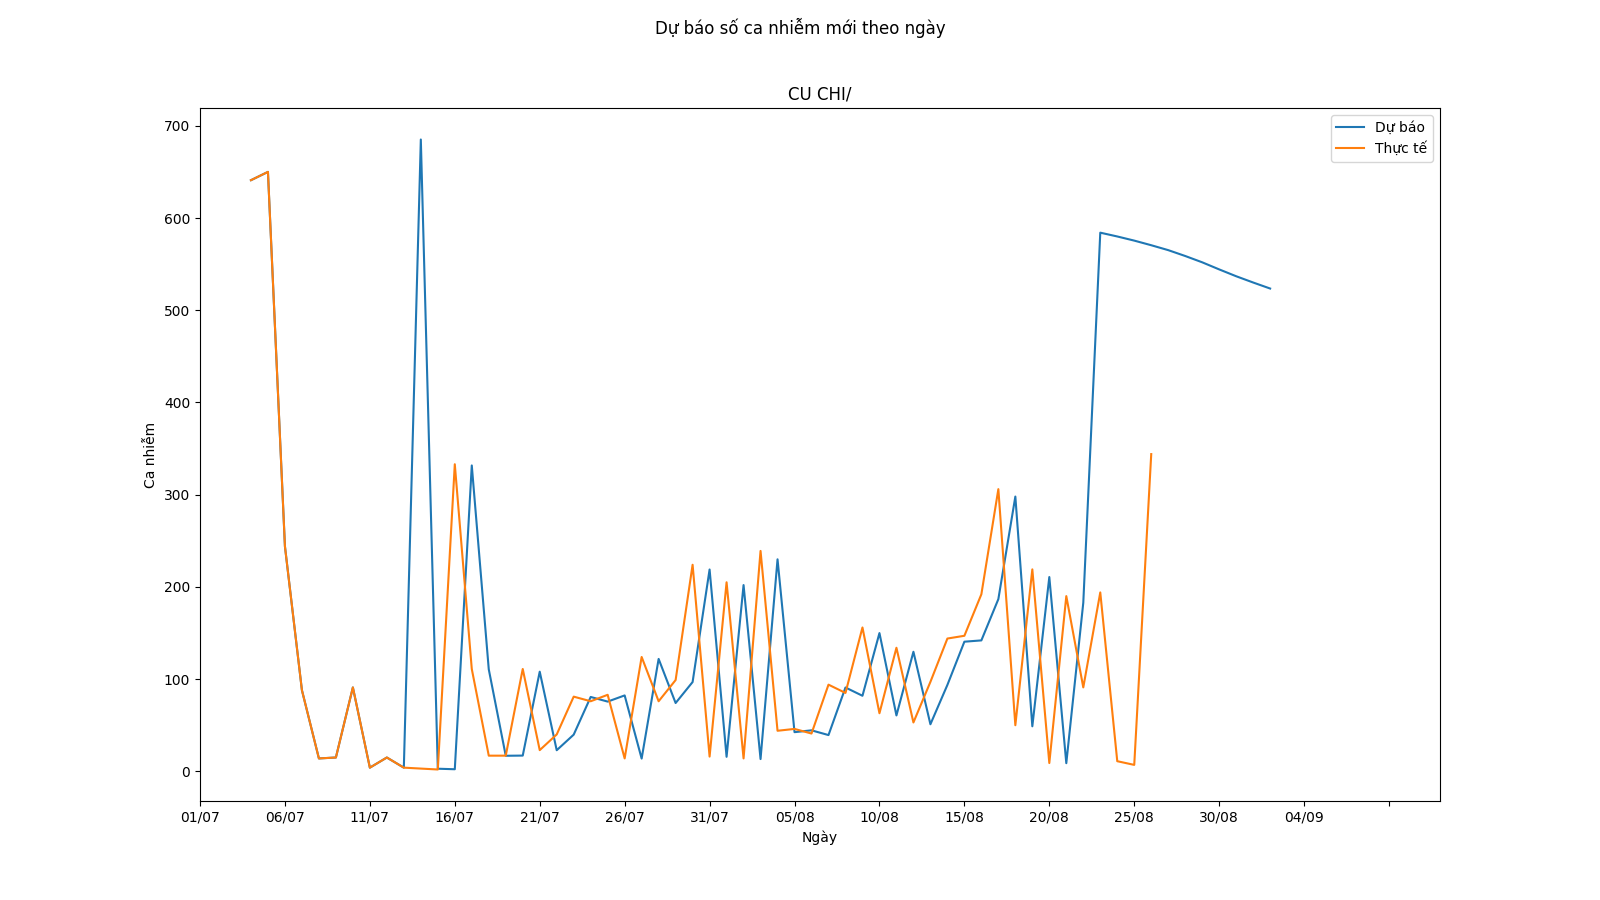 Dự báo số ca nhiễm mới theo ngày
CU CHI/
Dự báo
Thực tế
700
600
500
400
300
200
100
0
Ca nhiễm
01/07 06/07 11/07 16/07 21/07 26/07 31/07 05/08 10/08 15/08 20/08 25/08 30/08 04/09
Ngày